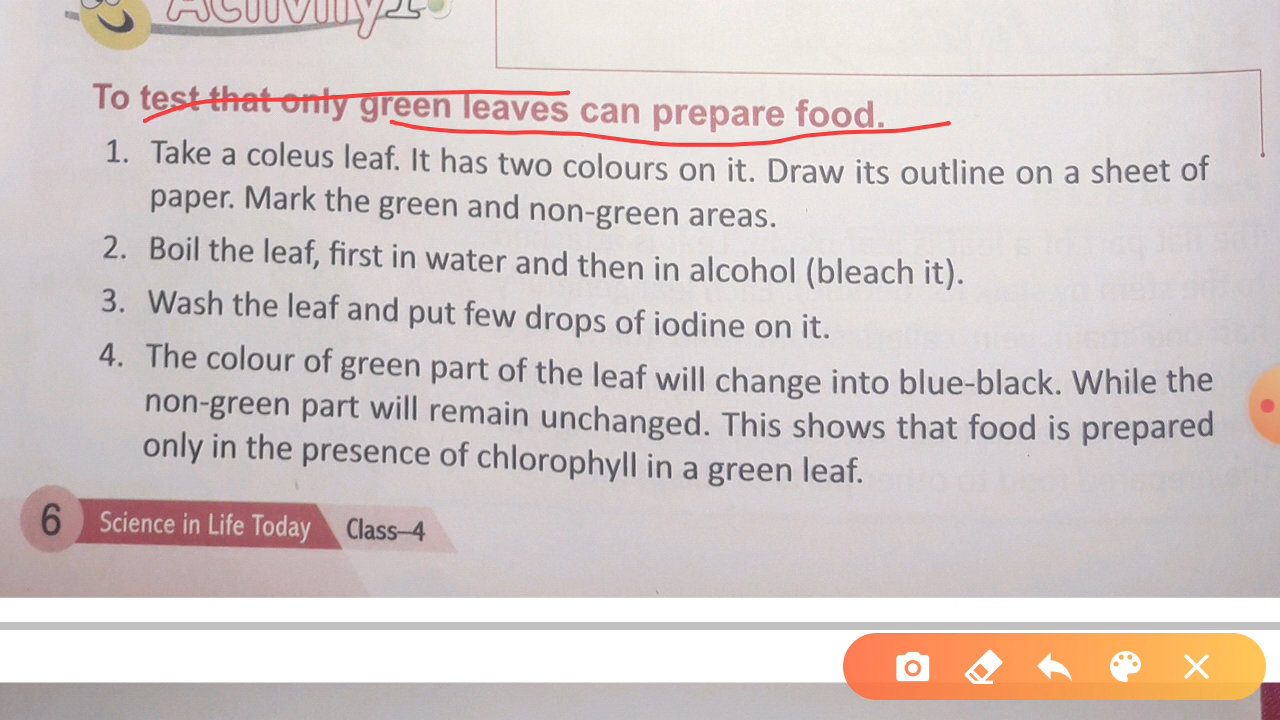 Activity 1
To test that only green leaves can prepare food.
1. Take a coleus leaf. It has two colours on it. Draw its outline on a sheet of
paper. Mark the green and non-green areas.
2. Boil the leaf, first in water and then in alcohol (bleach it).
3. Wash the leaf and put few drops of iodine on it.
4. The colour of green part of the leaf will change into blue-black. While the
non-green part will remain unchanged. This shows that food is prepared
only in the presence of chlorophyll in a green leaf.
6 Science in Life Today Class–4